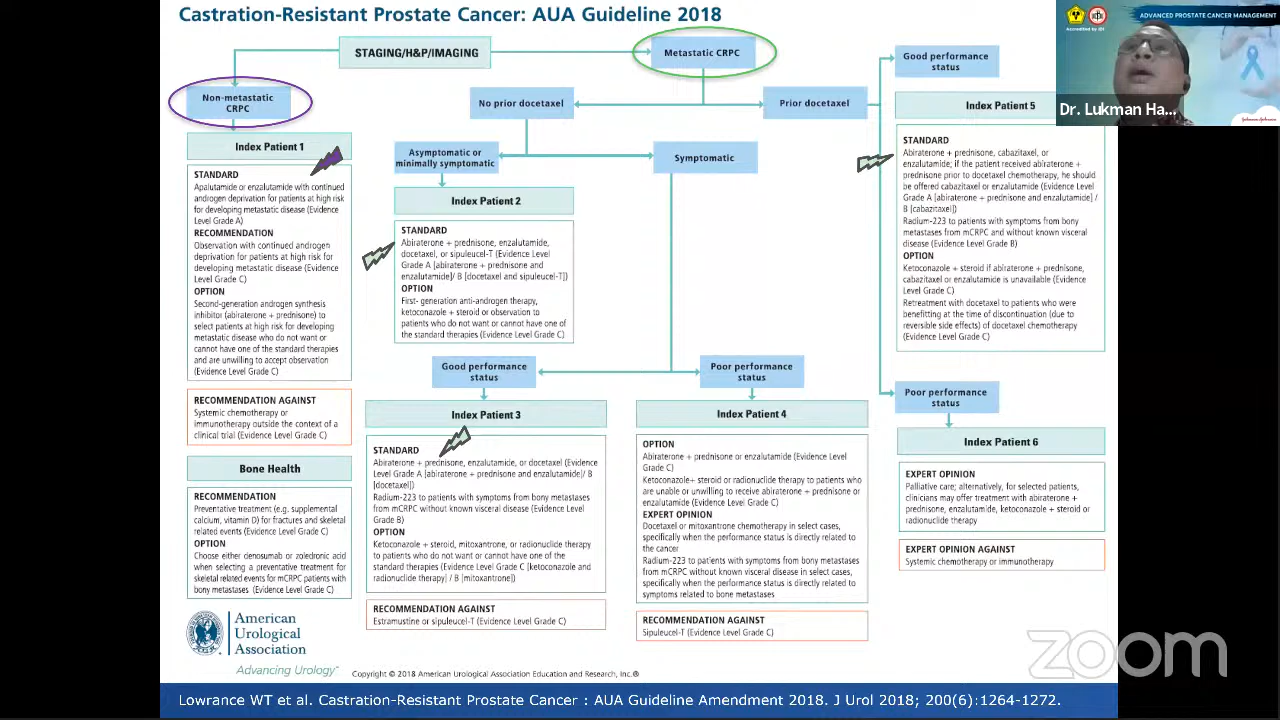 Castration-Resistant Prostate Cancer: AUA Guideline 2018
ADVANCED PROSTATE CANCER MANAGEMENT
Accredited by IDI
Dr. Lukman Ha...
STAGING/H&P/IMAGING
Metastatic CRPC
Good performance
status
Non-metastatic
CRPC
No prior docetaxel
Prior docetaxel
Index Patient 1
STANDARD
Apalutamide or enzalutamide with continued
androgen deprivation for patients at high risk
for developing metastatic disease (Evidence
Level Grade A)
RECOMMENDATION
Observation with continued androgen
deprivation for patients at high risk for
developing metastatic disease (Evidence
Level Grade C)
OPTION
Second-generation androgen synthesis
inhibitor (abiraterone + prednisone) to
select patients at high risk for developing
metastatic disease who do not want or
cannot have one of the standard therapies
and are unwilling to accept observation
(Evidence Level Grade C)
RECOMMENDATION AGAINST
Systemic chemotherapy or
immunotherapy outside the context of a
clinical trial (Evidence Level Grade C)
Bone Health
RECOMMENDATION
Preventative treatment (e.g. supplemental
calcium, vitamin D) for fractures and skeletal
related events (Evidence Level Grade C)
OPTION
Choose either denosumab or zoledronic acid
when selecting a preventative treatment for
skeletal related events for mCRPC patients with
bony metastases (Evidence Level Grade C)
Asymptomatic or
minimally symptomatic
Symptomatic
Index Patient 2
STANDARD
Abiraterone + prednisone, enzalutamide,
docetaxel, or sipuleucel-T (Evidence Level
Grade A [abiraterone + prednisone and
enzalutamide]/ B [docetaxel and sipuleucel-T])
OPTION
First- generation anti-androgen therapy,
ketoconazole + steroid or observation to
patients who do not want or cannot have one of
the standard therapies (Evidence Level Grade C)
Good performance
status
Poor performance
status
Index Patient 3
STANDARD
Abiraterone + prednisone, enzalutamide, or docetaxel (Evidence
Level Grade A [abiraterone + prednisone and enzalutamide]/ B
[docetaxel])
Radium-223 to patients with symptoms from bony metastases
from mCRPC without known visceral disease (Evidence Level
Grade B)
OPTION
Ketoconazole + steroid, mitoxantrone, or radionuclide therapy
to patients who do not want or cannot have one of the
standard therapies (Evidence Level Grade C [ketoconazole and
radionuclide therapy] / B [mitoxantrone])
RECOMMENDATION AGAINST
Estramustine or sipuleucel-T (Evidence Level Grade C)
Index Patient 4
OPTION
Abiraterone + prednisone or enzalutamide (Evidence Level
Grade C)
Ketoconazole+ steroid or radionuclide therapy to patients who
are unable or unwilling to receive abiraterone + prednisone or
enzalutamide (Evidence Level Grade C)
EXPERT OPINION
Docetaxel or mitoxantrone chemotherapy in select cases,
specifically when the performance status is directly related to
the cancer
Radium-223 to patients with symptoms from bony metastases
from mCRPC without known visceral disease in select cases,
specifically when the performance status is directly related to
symptoms related to bone metastases
RECOMMENDATION AGAINST
Sipuleucel-T (Evidence Level Grade C)
Index Patient 5
STANDARD
Abiraterone + prednisone, cabazitaxel, or
enzalutamide; if the patient received abiraterone +
prednisone prior to docetaxel chemotherapy, he should
be offered cabazitaxel or enzalutamide (Evidence Level
Grade A [abiraterone + prednisone and enzalutamide] /
B [cabazitaxel])
Radium-223 to patients with symptoms from bony
metastases from mCRPC and without known visceral
disease (Evidence Level Grade B)
OPTION
Ketoconazole + steroid if abiraterone + prednisone,
cabazitaxel or enzalutamide is unavailable (Evidence
Level Grade C)
Retreatment with docetaxel to patients who were
benefitting at the time of discontinuation (due to
reversible side effects) of docetaxel chemotherapy
(Evidence Level Grade C)
Poor performance
status
Index Patient 6
EXPERT OPINION
Palliative care; alternatively, for selected patients,
clinicians may offer treatment with abiraterone +
prednisone, enzalutamide, ketoconazole + steroid or
radionuclide therapy
EXPERT OPINION AGAINST
Systemic chemotherapy or immunotherapy
American
Urological
Association
Advancing Urology™
Copyright © 2018 American Urological Association Education and Research, Inc.®
zoom
Lowrance WT et al. Castration-Resistant Prostate Cancer : AUA Guideline Amendment 2018. J Urol 2018; 200(6):1264-1272.